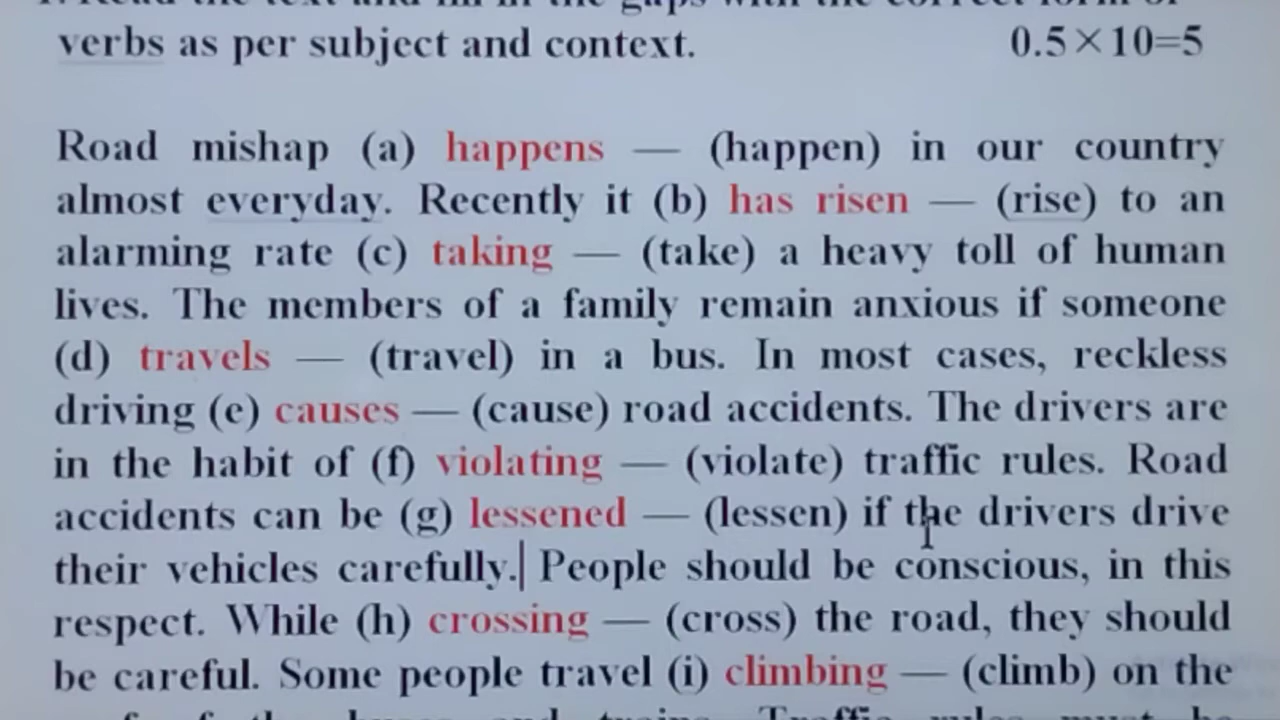 verbs as per subject and context. 0.5×10=5
Road mishap (a) happens — (happen) in our country
almost everyday. Recently it (b) has risen — (rise) to an
alarming rate (c) taking — (take) a heavy toll of human
lives. The members of a family remain anxious if someone
(d) travels — (travel) in a bus. In most cases, reckless
driving (e) causes — (cause) road accidents. The drivers are
in the habit of (f) violating — (violate) traffic rules. Road
accidents can be (g) lessened — (lessen) if the drivers drive
their vehicles carefully. People should be conscious, in this
respect. While (h) crossing — (cross) the road, they should
be careful. Some people travel (i) climbing — (climb) on the